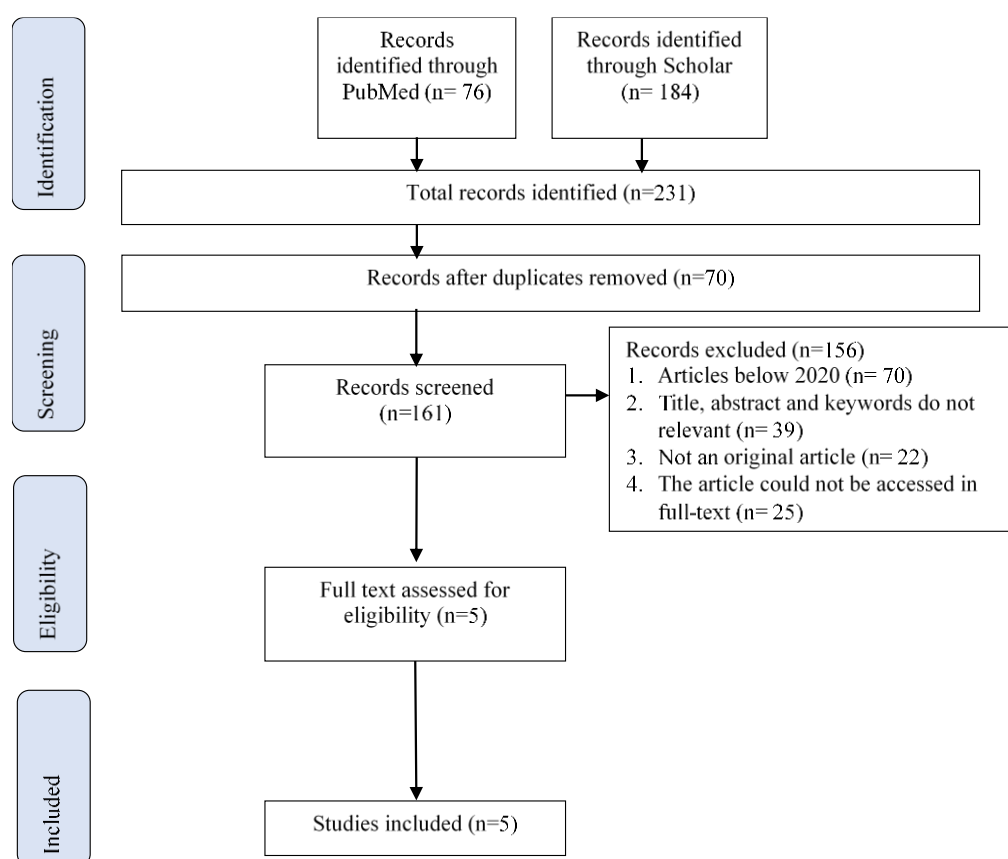 Identification
Records
identified through
PubMed (n= 76)
Records identified
through Scholar
(n= 184)
Total records identified (n=231)
Screening
Records after duplicates removed (n=70)
Records screened
(n=161)
Records excluded (n=156)
1. Articles below 2020 (n= 70)
2. Title, abstract and keywords do not
relevant (n= 39)
3. Not an original article (n= 22)
4. The article could not be accessed in
full-text (n= 25)
Eligibility
Full text assessed for
eligibility (n=5)
Included
Studies included (n=5)